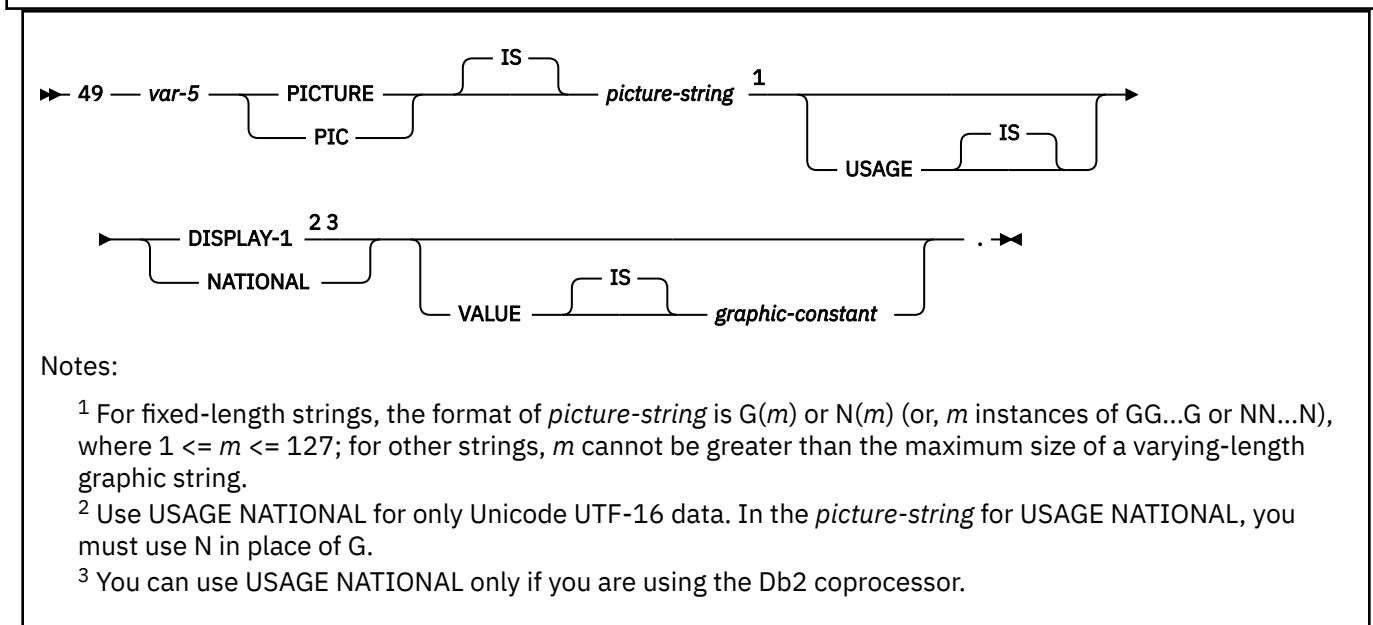 IS
49 var-5 PICTURE picture-string 1
PIC
IS
USAGE
DISPLAY-1 2 3 .
NATIONAL
IS
VALUE graphic-constant
Notes:
1 For fixed-length strings, the format of picture-string is G(m) or N(m) (or, m instances of GG...G or NN...N),
where 1 <= m <= 127; for other strings, m cannot be greater than the maximum size of a varying-length
graphic string.
2 Use USAGE NATIONAL for only Unicode UTF-16 data. In the picture-string for USAGE NATIONAL, you
must use N in place of G.
3 You can use USAGE NATIONAL only if you are using the Db2 coprocessor.